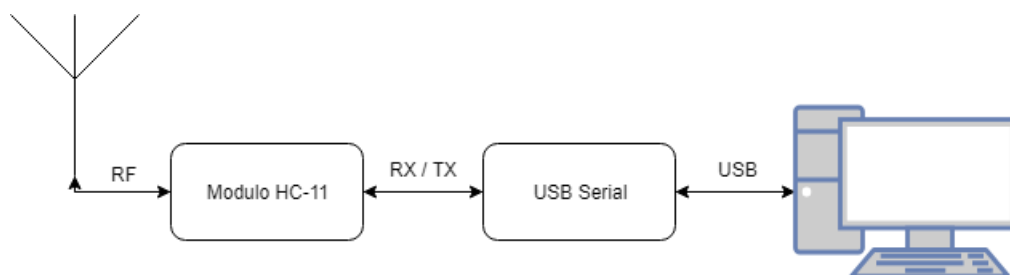 RF
Modulo HC-11
RX / TX
USB Serial
USB